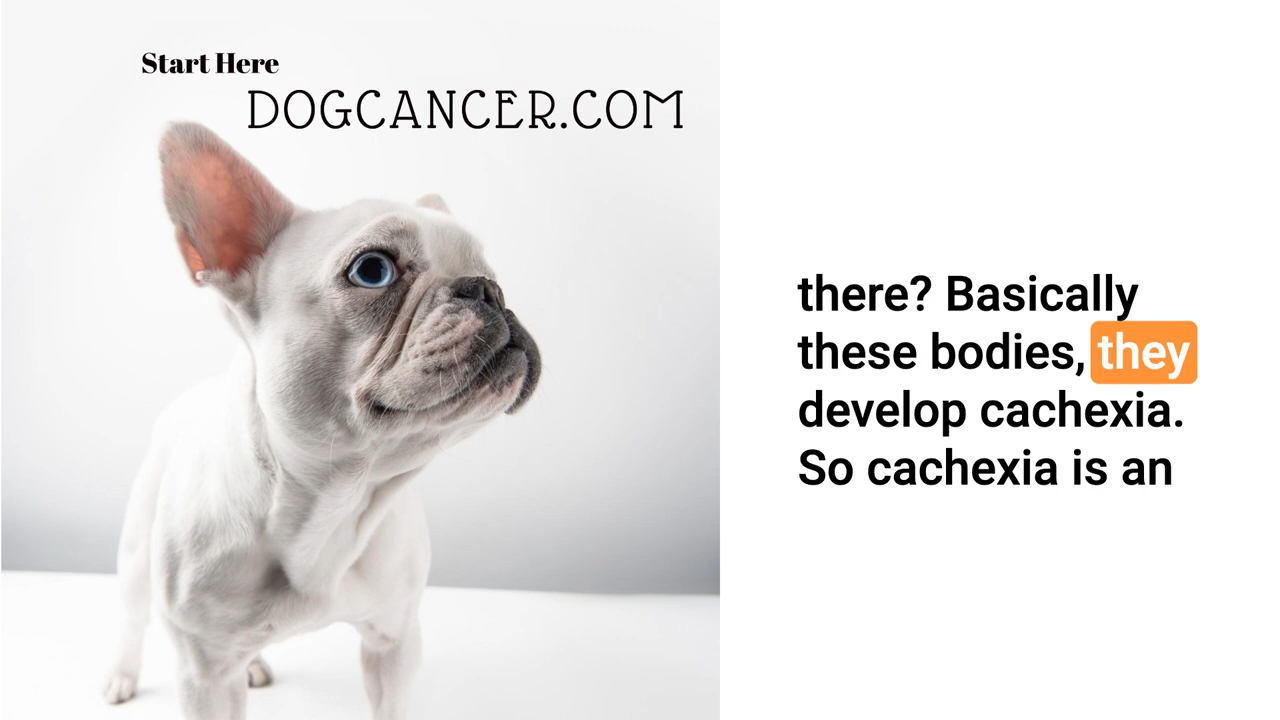 Start Here
DOGCANCER.COM
there? Basically
these bodies, they
develop cachexia.
So cachexia is an